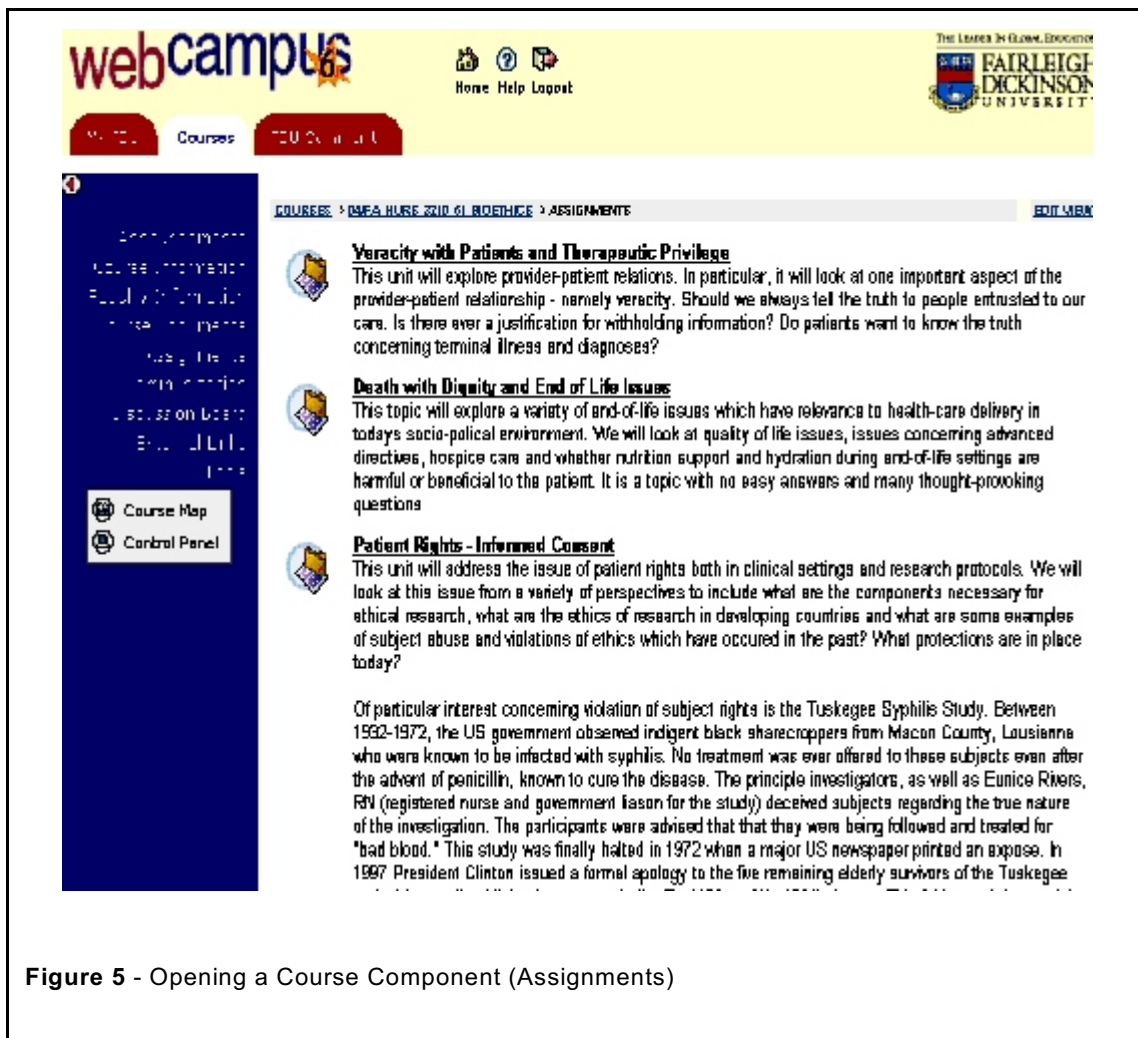 webcampus 6
Home Help Logout
THE LEADER IN GLOBAL EDUCATION
FAIRLEIGH
DICKINSON
UNIVERSITY
Courses
COURSES > BIOETHICS > ASSIGNMENTS
EDIT VIEW
Announcements
Course Information
Faculty Information
Course Documents
Assignments
Communication
Discussion Board
External Links
Tools
Course Map
Control Panel
Veracity with Patients and Therapeutic Privilege
This unit will explore provider-patient relations. In particular, it will look at one important aspect of the
provider-patient relationship - namely veracity. Should we always tell the truth to people entrusted to our
care. Is there ever a justification for withholding information? Do patients want to know the truth
concerning terminal illness and diagnoses?
Death with Dignity and End of Life Issues
This topic will explore a variety of end-of-life issues which have relevance to health-care delivery in
todays socio-polical environment. We will look at quality of life issues, issues concerning advanced
directives, hospice care and whether nutrition support and hydration during end-of-life settings are
harmful or beneficial to the patient. It is a topic with no easy answers and many thought-provoking
questions
Patient Rights - Informed Consent
This unit will address the issue of patient rights both in clinical settings and research protocols. We will
look at this issue from a variety of perspectives to include what are the components necessary for
ethical research, what are the ethics of research in developing countries and what are some examples
of subject abuse and violations of ethics which have occured in the past? What protections are in place
today?
Of particular interest concerning violation of subject rights is the Tuskegee Syphilis Study. Between
1932-1972, the US government observed indigent black sharecroppers from Macon County, Lousienne
who were known to be infected with syphilis. No treatment was ever offered to these subjects even after
the advent of penicillin, known to cure the disease. The principle investigators, as well as Eunice Rivers,
RN (registered nurse and government liason for the study) deceived subjects regarding the true nature
of the investigation. The participants were advised that that they were being followed and treated for
"bad blood." This study was finally halted in 1972 when a major US newspaper printed an expose. In
1997 President Clinton issued a formal apology to the five remaining elderly survivors of the Tuskegee
Figure 5 - Opening a Course Component (Assignments)